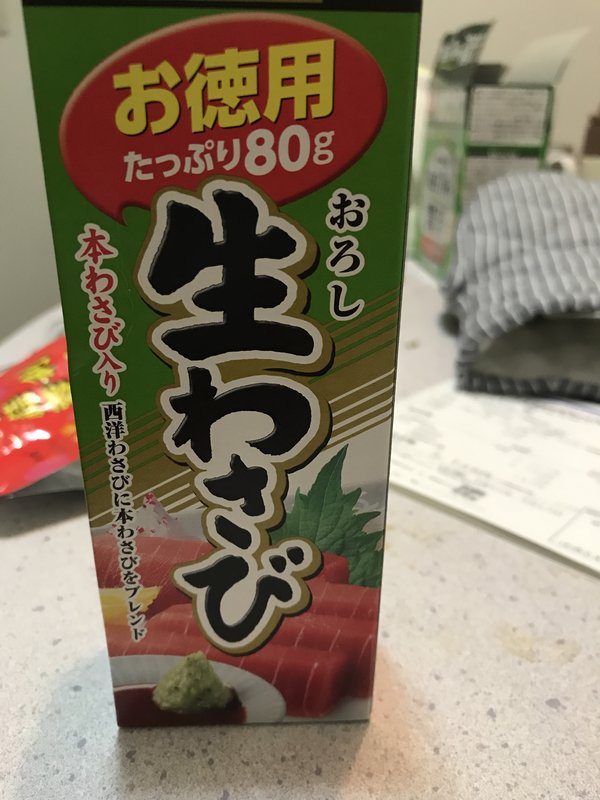 お徳用
たっぷり80g
おろし
生わさび
本わさび入り
西洋わさびに本わさびをブレンド